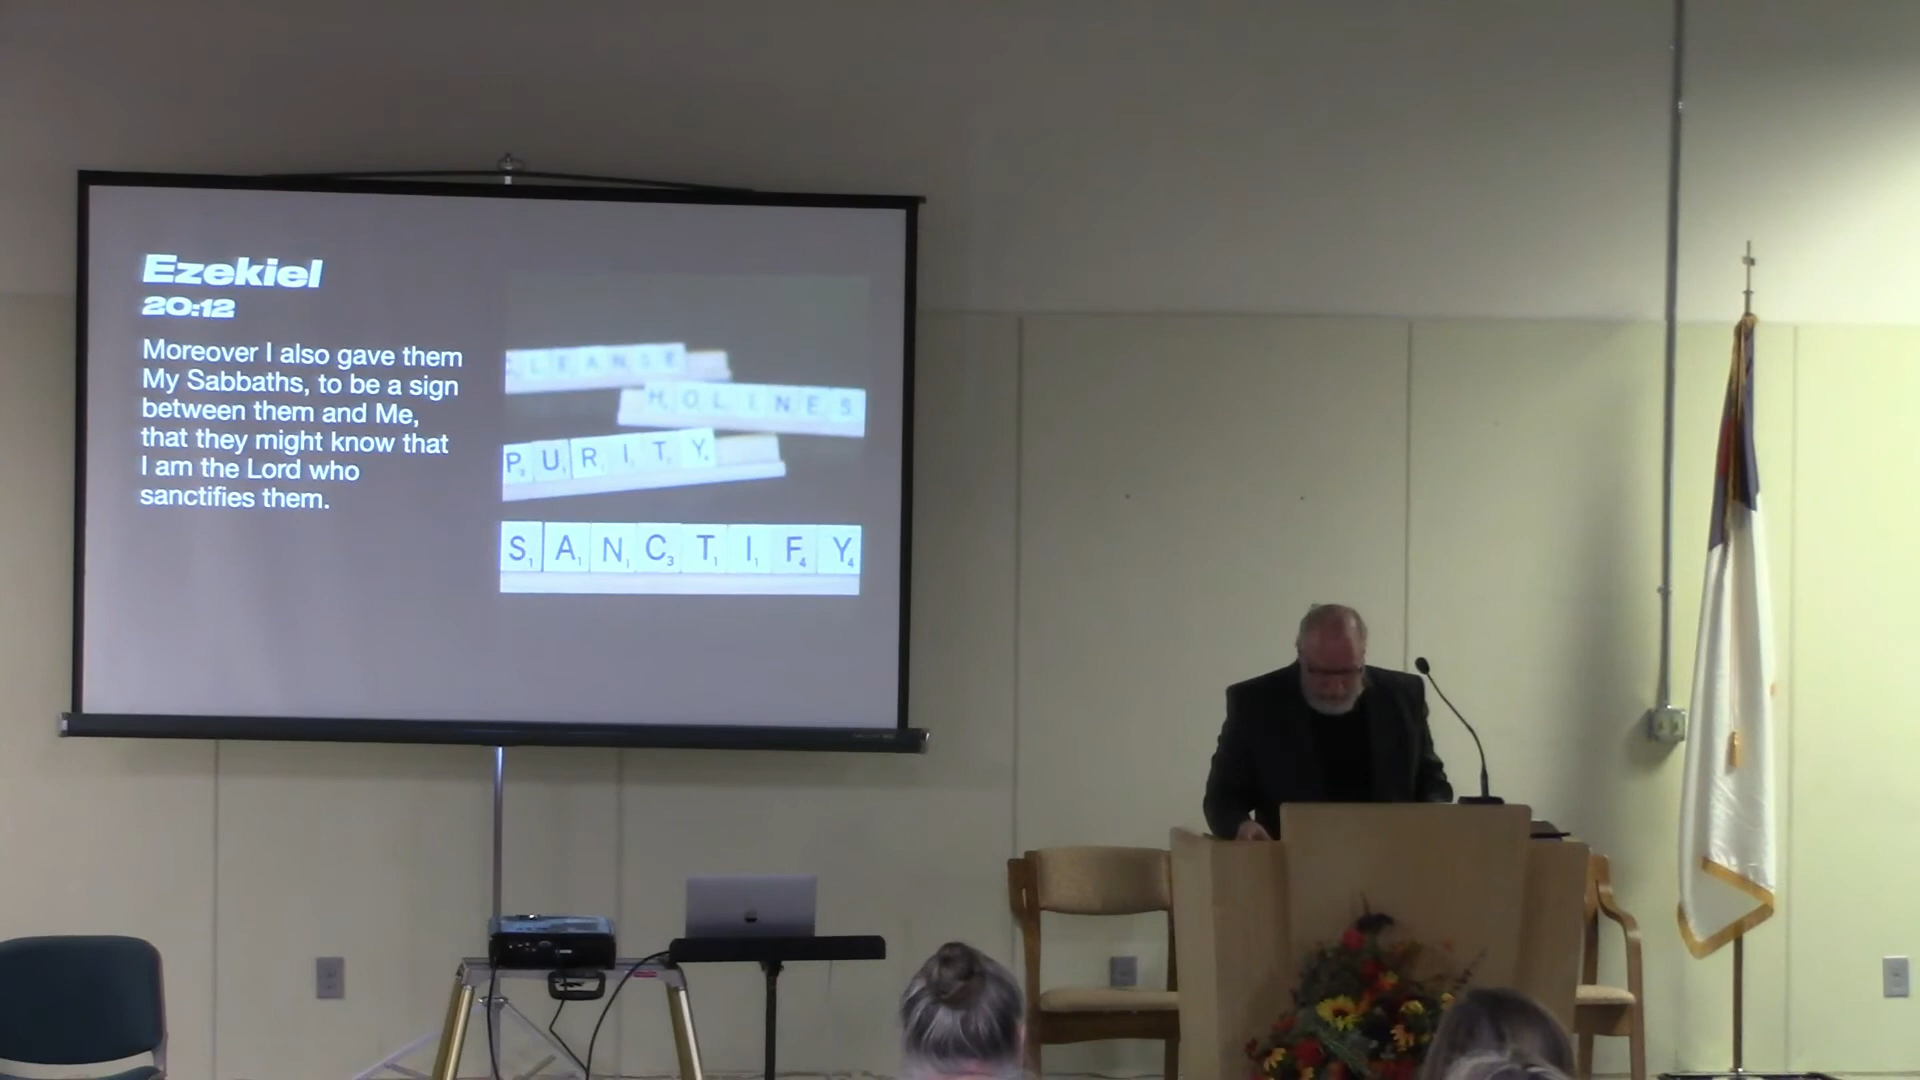 Ezekiel
20:12
Moreover I also gave them
My Sabbaths, to be a sign
between them and Me,
that they might know that
I am the Lord who
sanctifies them.
CLEANSE
HOLINES
PURITY
SANCTIFY